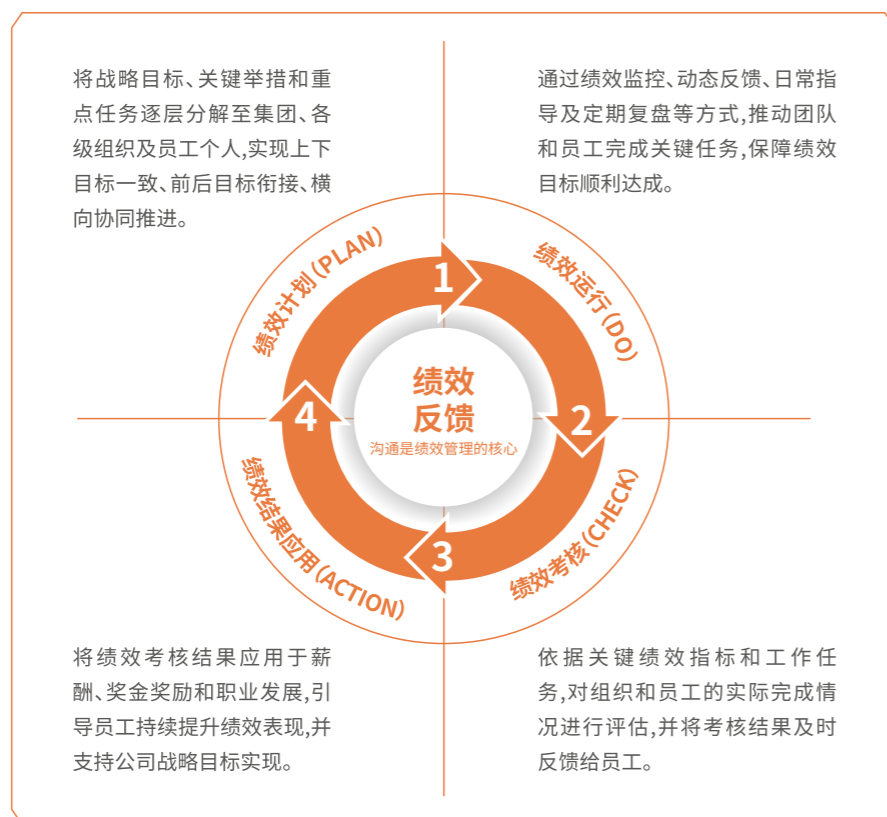 将战略目标、关键举措和重
点任务逐层分解至集团、各
级组织及员工个人,实现上下
目标一致、前后目标衔接、横
向协同推进。
通过绩效监控、动态反馈、日常指
导及定期复盘等方式,推动团队
和员工完成关键任务,保障绩效
目标顺利达成。
绩效计划(PLAN)
1
绩效运行(DO)
绩效
反馈
沟通是绩效管理的核心
4
2
绩效结果应用(ACTION)
3
绩效考核(CHECK)
将绩效考核结果应用于薪
酬、奖金奖励和职业发展,引
导员工持续提升绩效表现,并
支持公司战略目标实现。
依据关键绩效指标和工作任
务,对组织和员工的实际完成情
况进行评估,并将考核结果及时
反馈给员工。